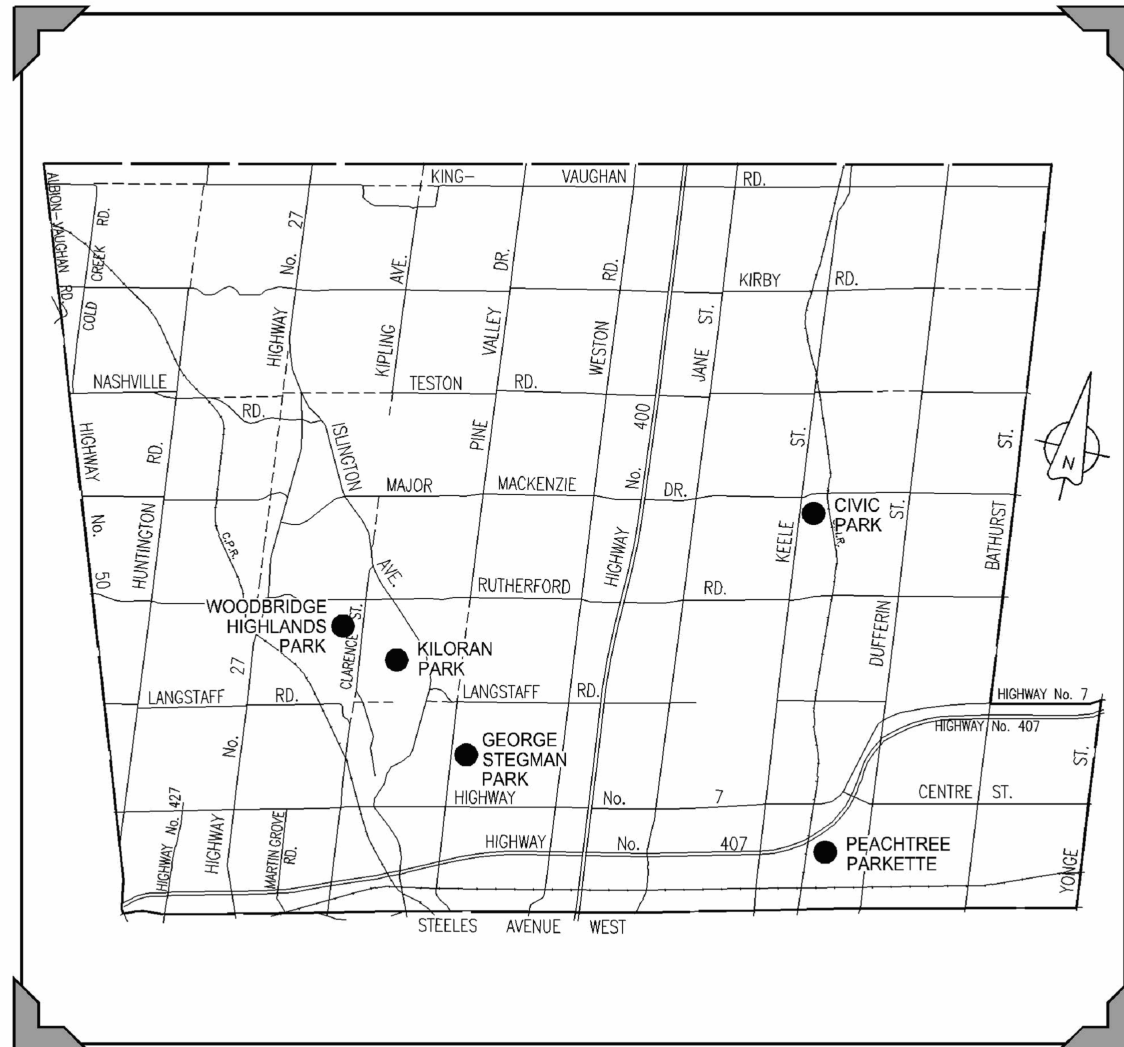 KING-
VAUGHAN
RD.
ALBION-VAUGHAN RD.
COLD
CREEK
RD.
HIGHWAY
No.
27
KIPLING
AVE.
PINE
VALLEY
DR.
WESTON
RD.
JANE
ST.
KIRBY
RD.
NASHVILLE
RD.
TESTON
RD.
HIGHWAY
No.
50
HUNTINGTON
RD.
ISLINGTON
AVE.
HIGHWAY
No.
400
MAJOR
MACKENZIE
DR.
KEELE
ST.
CIVIC
PARK
DUFFERIN
ST.
BATHURST
ST.
N
C.P.R.
RUTHERFORD
RD.
WOODBRIDGE
HIGHLANDS
PARK
CLARENCE
ST.
KILORAN
PARK
LANGSTAFF
RD.
LANGSTAFF
RD.
HIGHWAY
No.
27
GEORGE
STEGMAN
PARK
HIGHWAY No. 7
HIGHWAY No. 407
HIGHWAY
No.
7
CENTRE
ST.
HIGHWAY No. 427
MARTIN GROVE
RD.
HIGHWAY
No.
407
PEACHTREE
PARKETTE
YONGE
ST.
STEELES
AVENUE
WEST